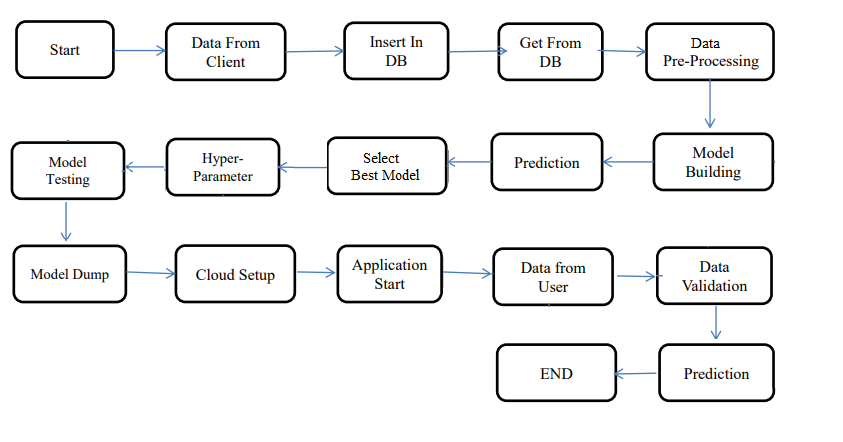 Start
Data From
Client
Insert In
DB
Get From
DB
Data
Pre-Processing
Model
Testing
Hyper-
Parameter
Select
Best Model
Prediction
Model
Building
Model Dump
Cloud Setup
Application
Start
Data from
User
Data
Validation
END
Prediction